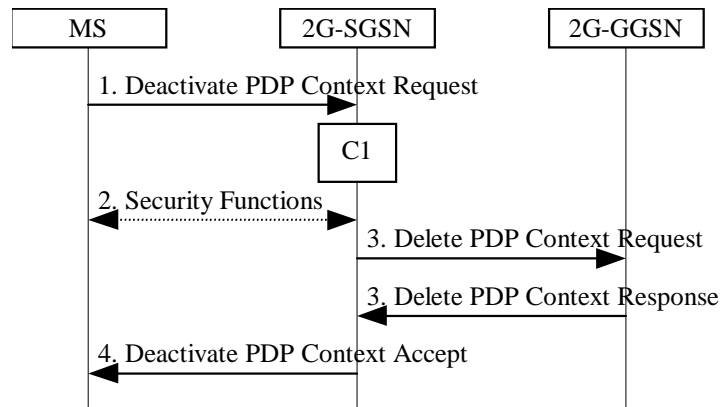 MS
2G-SGSN
2G-GGSN
1. Deactivate PDP Context Request
C1
2. Security Functions
3. Delete PDP Context Request
3. Delete PDP Context Response
4. Deactivate PDP Context Accept